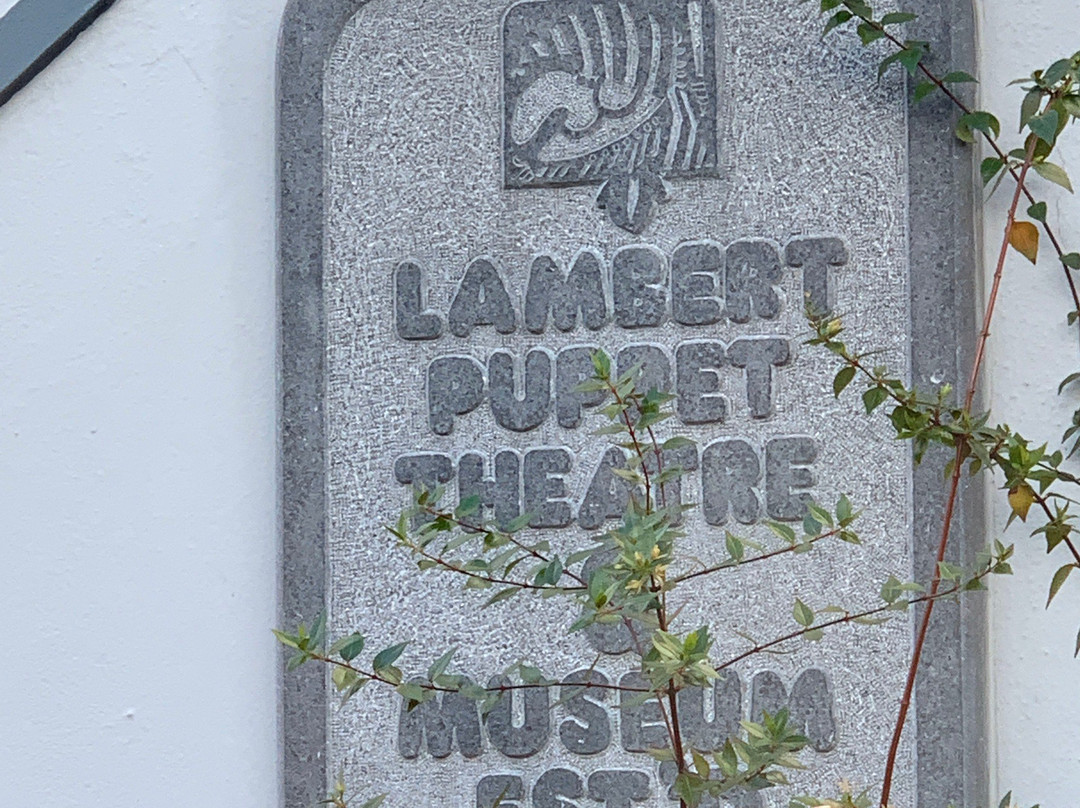 LAMBERT
PUPPET
THEATRE
&
MUSEUM